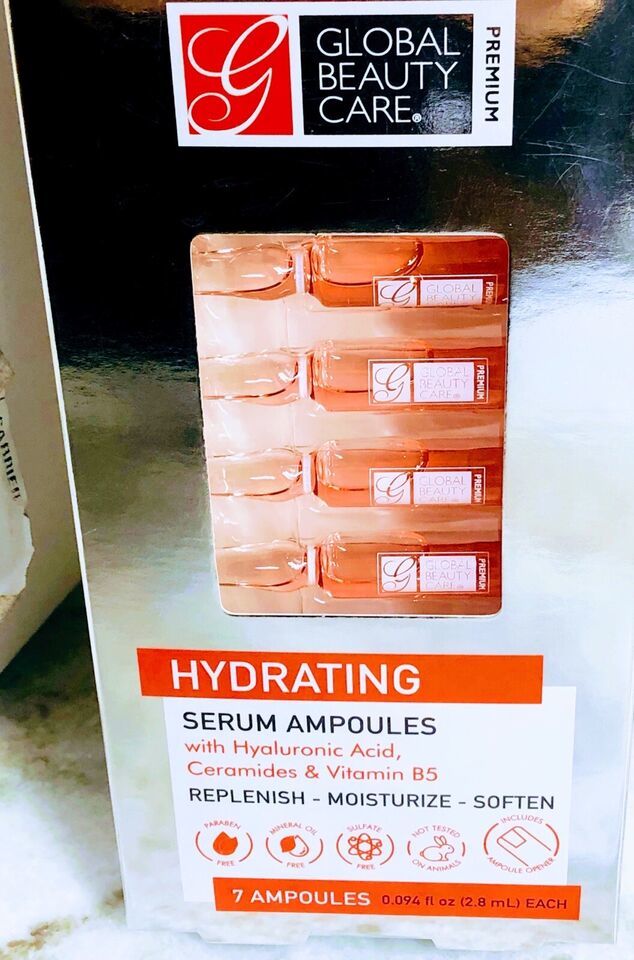 G
GLOBAL
BEAUTY
CARE®
PREMIUM
G
GLOBAL
BEAUTY
PREMIUM
G
GLOBAL
BEAUTY
CARE®
PREMIUM
G
GLOBAL
BEAUTY
CARE®
PREMIUM
G
GLOBAL
BEAUTY
CARE®
PREMIUM
HYDRATING
SERUM AMPOULES
with Hyaluronic Acid,
Ceramides & Vitamin B5
REPLENISH - MOISTURIZE - SOFTEN
PARABEN FREE
MINERAL OIL FREE
SULFATE FREE
NOT TESTED ON ANIMALS
INCLUDES AMPOULE OPENER
7 AMPOULES 0.094 fl oz (2.8 mL) EACH